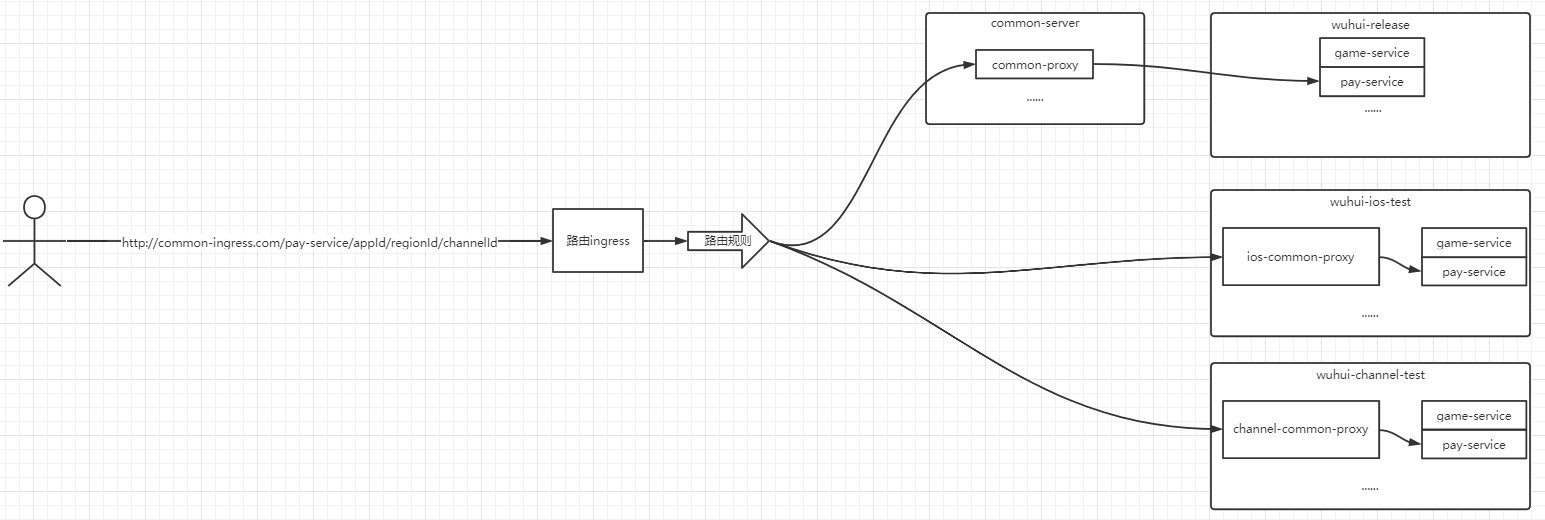 http://common-ingress.com/pay-service/appId/regionId/channelId
路由ingress
路由规则
common-server
common-proxy
......
wuhui-release
game-service
pay-service
......
wuhui-ios-test
ios-common-proxy
game-service
pay-service
......
wuhui-channel-test
channel-common-proxy
game-service
pay-service
......